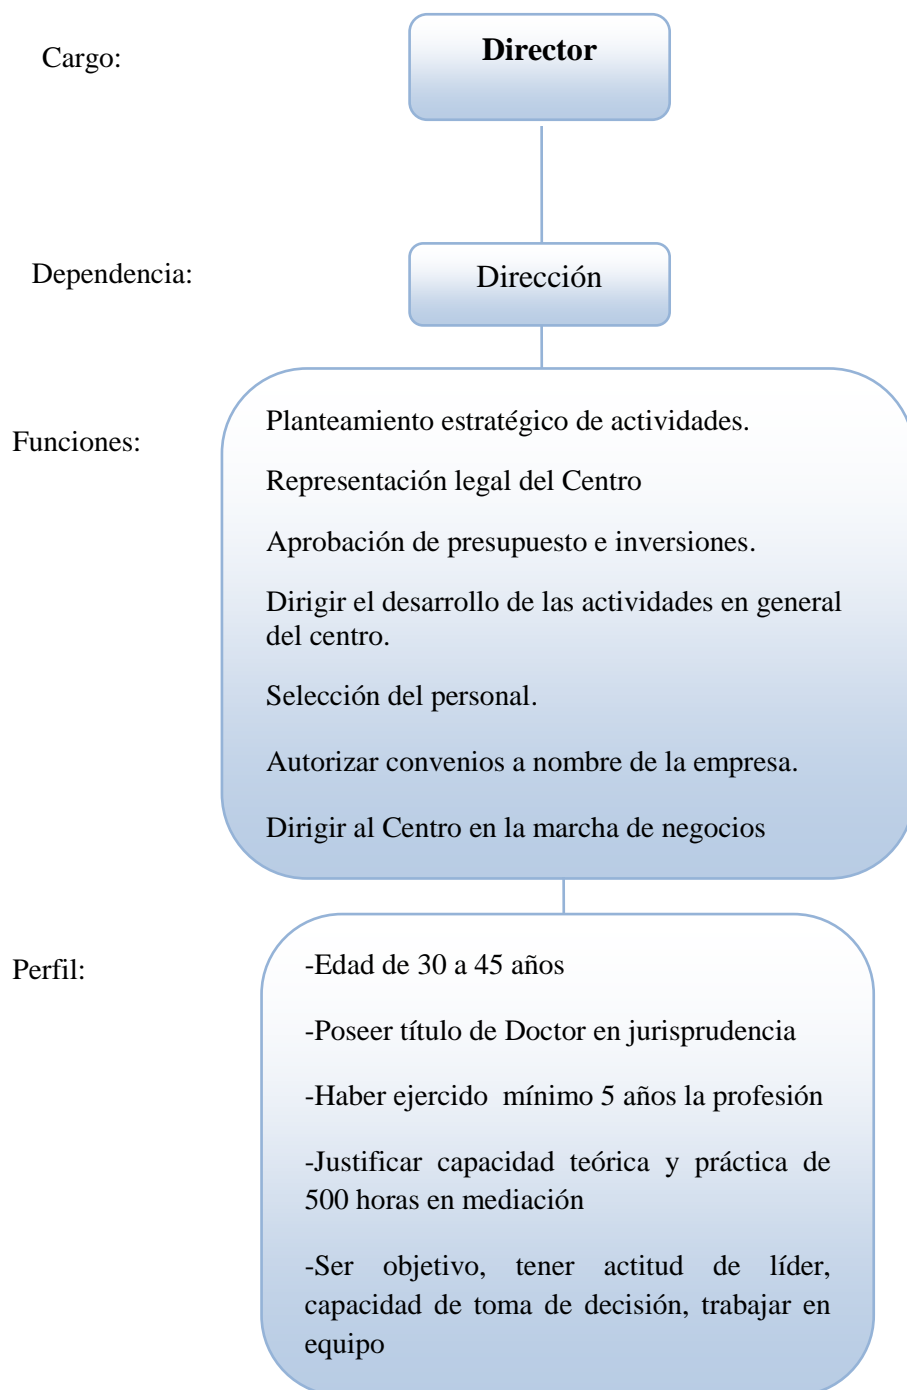 Cargo:
Director
Dependencia:
Dirección
Funciones:
Planteamiento estratégico de actividades.
Representación legal del Centro
Aprobación de presupuesto e inversiones.
Dirigir el desarrollo de las actividades en general
del centro.
Selección del personal.
Autorizar convenios a nombre de la empresa.
Dirigir al Centro en la marcha de negocios
Perfil:
-Edad de 30 a 45 años
-Poseer título de Doctor en jurisprudencia
-Haber ejercido  mínimo 5 años la profesión
-Justificar capacidad teórica y práctica de
500 horas en mediación
-Ser objetivo, tener actitud de líder,
capacidad de toma de decisión, trabajar en
equipo